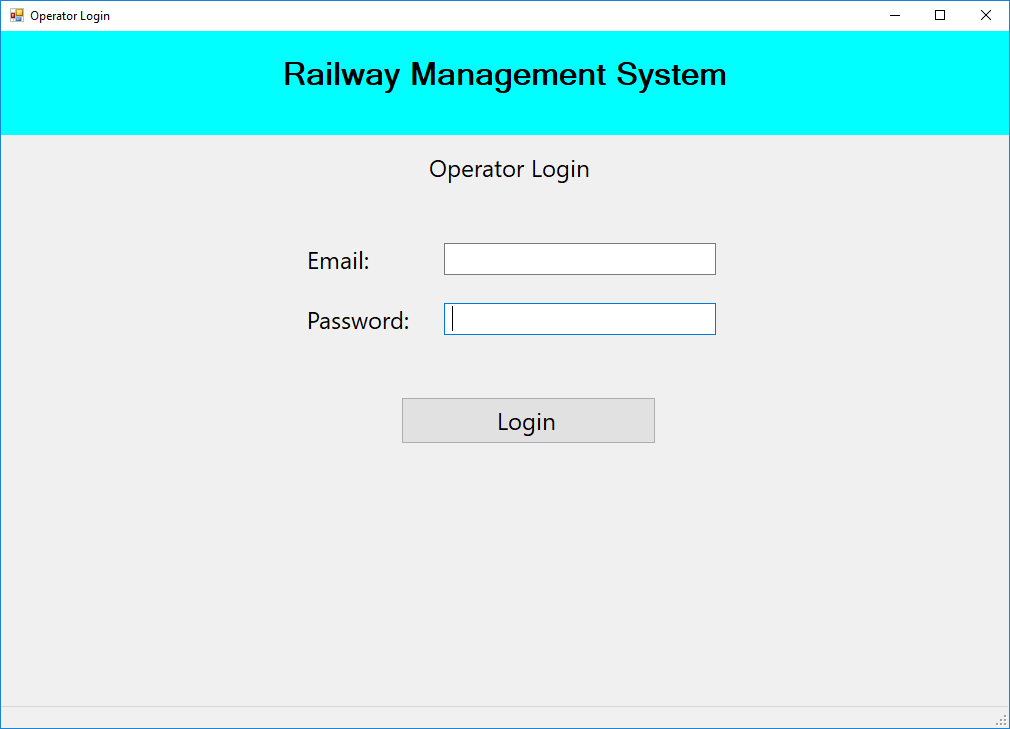 Operator Login
Railway Management System
Operator Login
Email:
Password:
Login